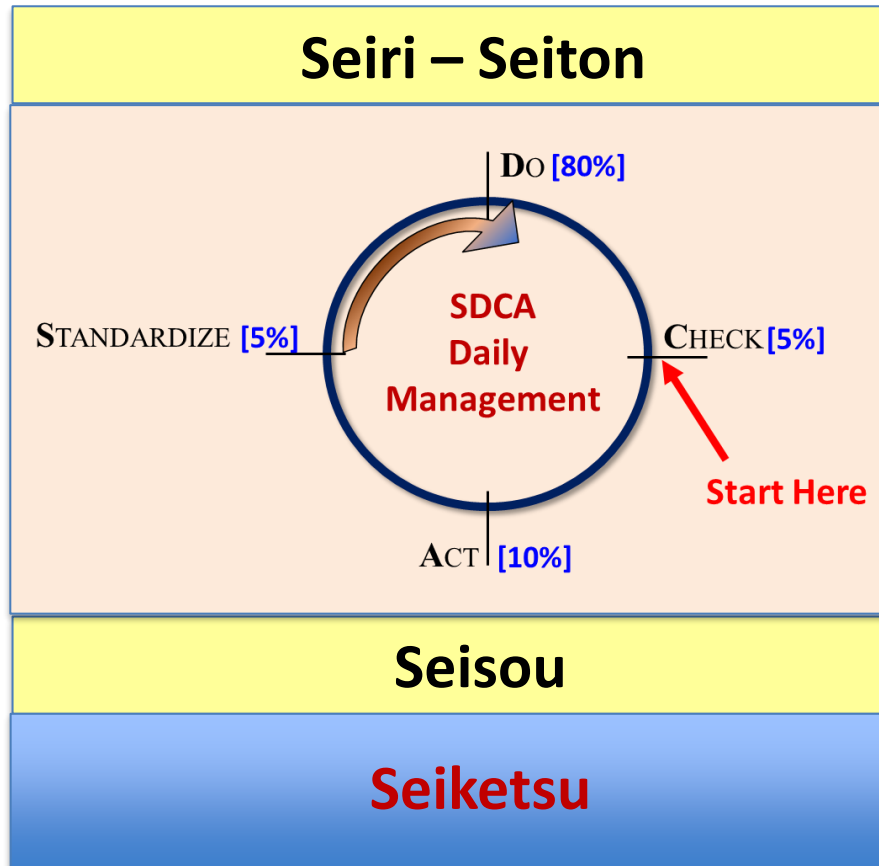 Seiri – Seiton
DO [80%]
SDCA
Daily
Management
STANDARDIZE [5%]
CHECK [5%]
Start Here
ACT [10%]
Seisou
Seiketsu